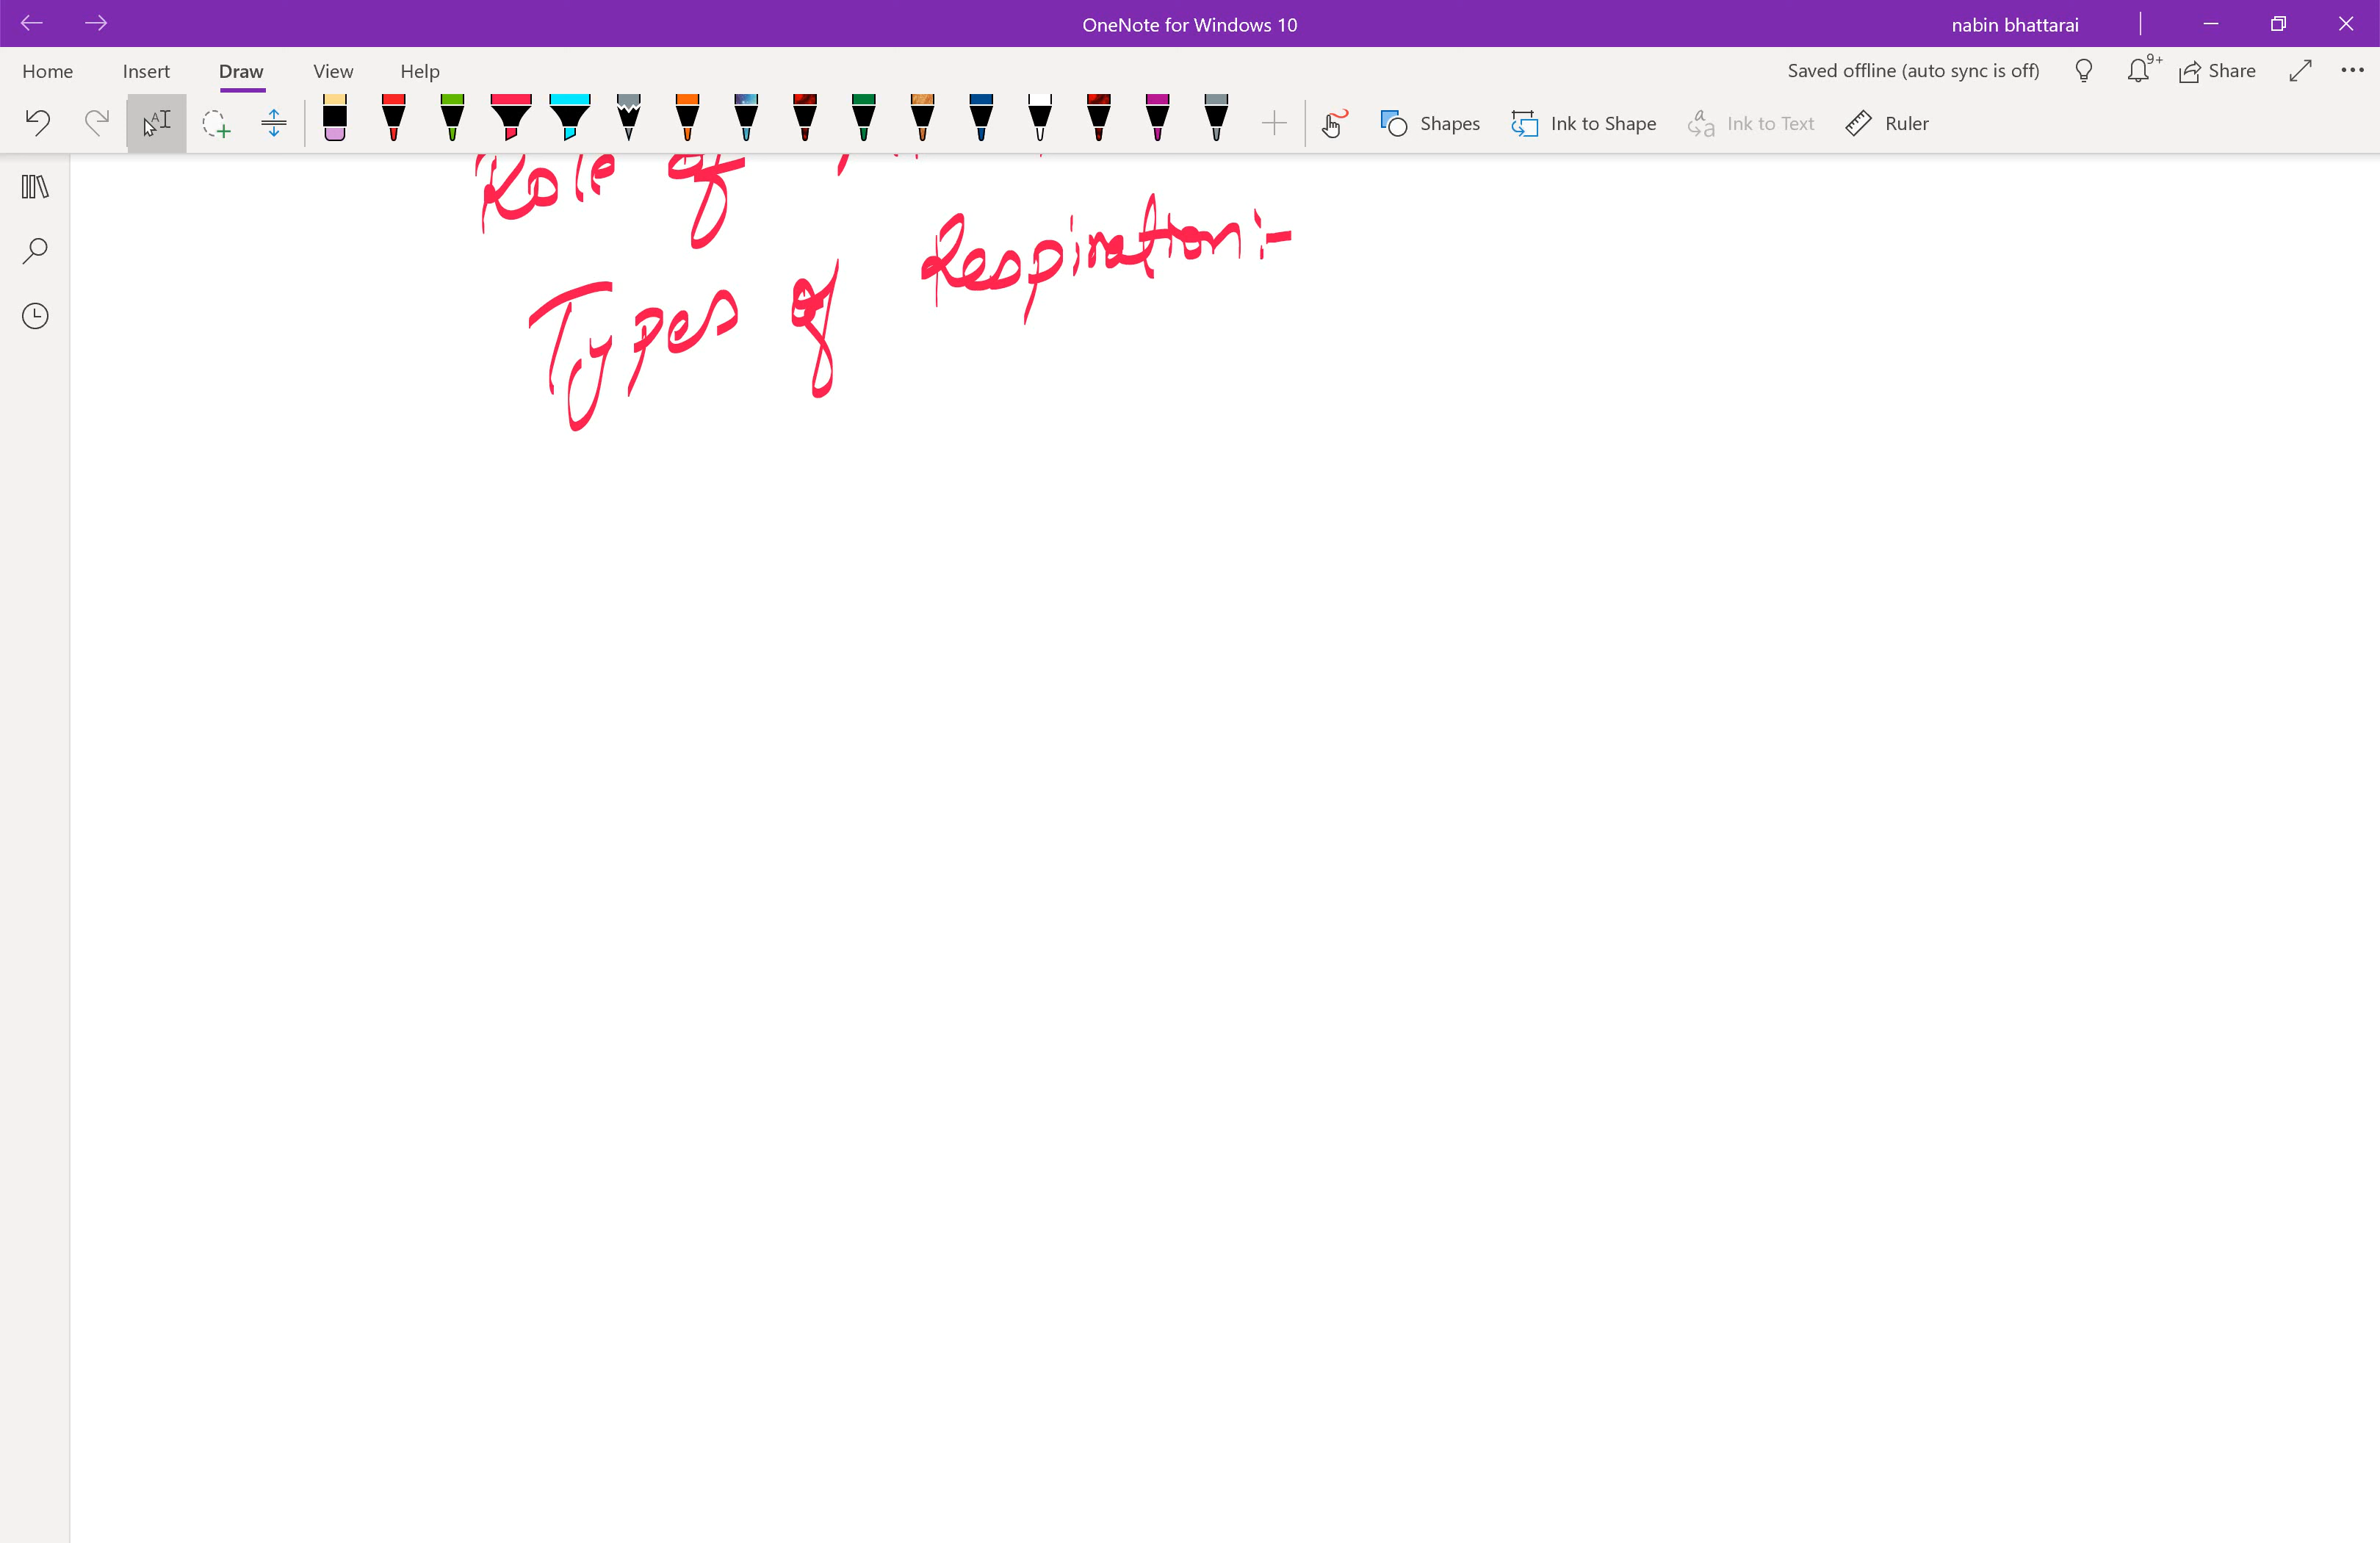 OneNote for Windows 10
nabin bhattarai
Home Insert Draw View Help
Saved offline (auto sync is off)
9+
Share
Shapes
Ink to Shape
Ink to Text
Ruler
Role of
Types of Respiration:-